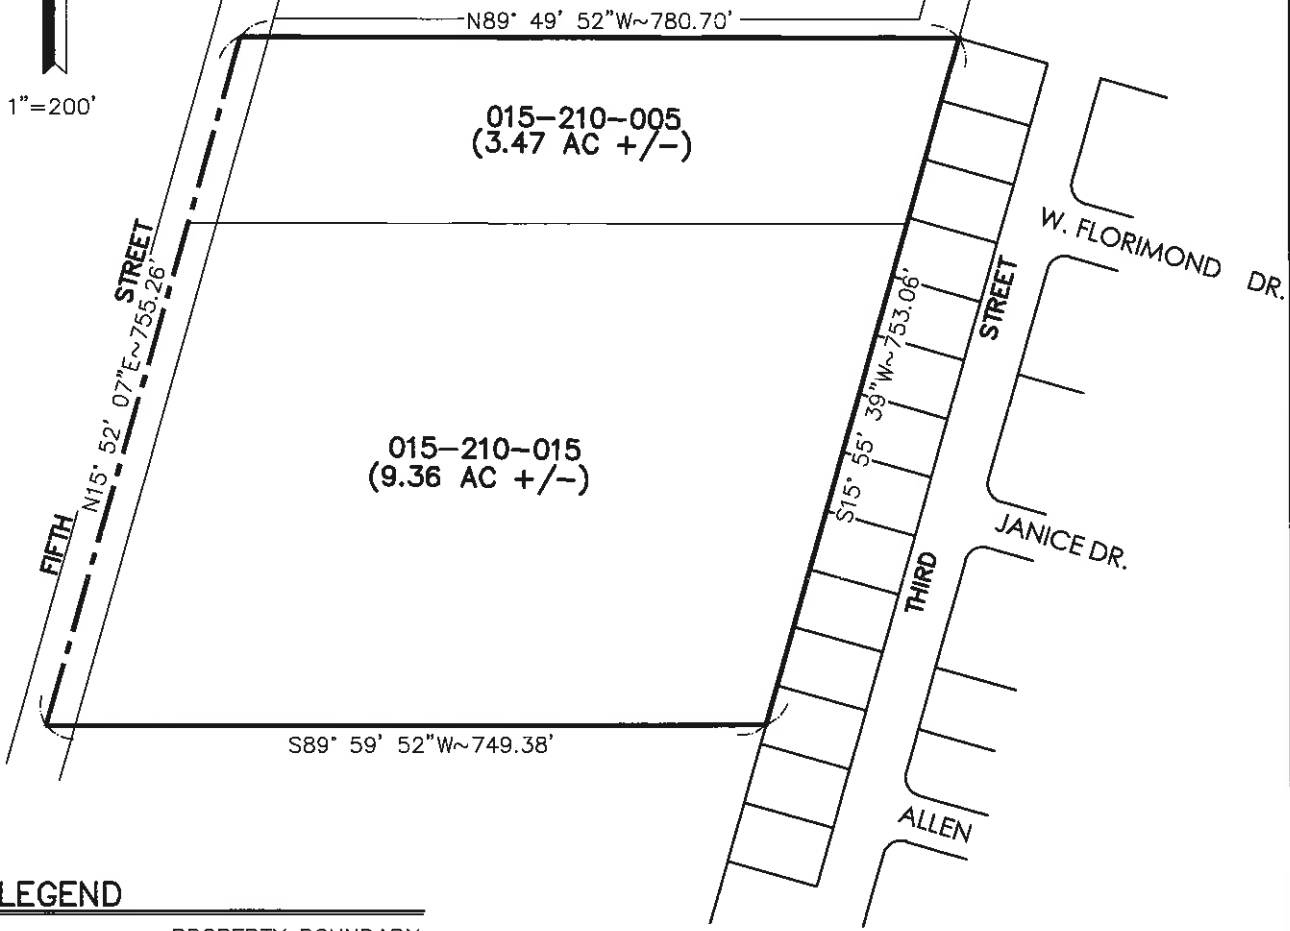 N89° 49' 52"W~780.70'
1"=200'
015-210-005
(3.47 AC +/-)
W. FLORIMOND DR.
STREET
N15° 52' 07"E~755.26'
FIFTH
STREET
THIRD
S15° 55' 39"W~753.06'
015-210-015
(9.36 AC +/-)
JANICE DR.
S89° 59' 52"W~749.38'
ALLEN
LEGEND
PROPERTY BOUNDARY